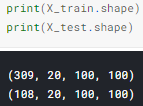 print(X_train.shape)
print(X_test.shape)
(309, 20, 100, 100)
(108, 20, 100, 100)